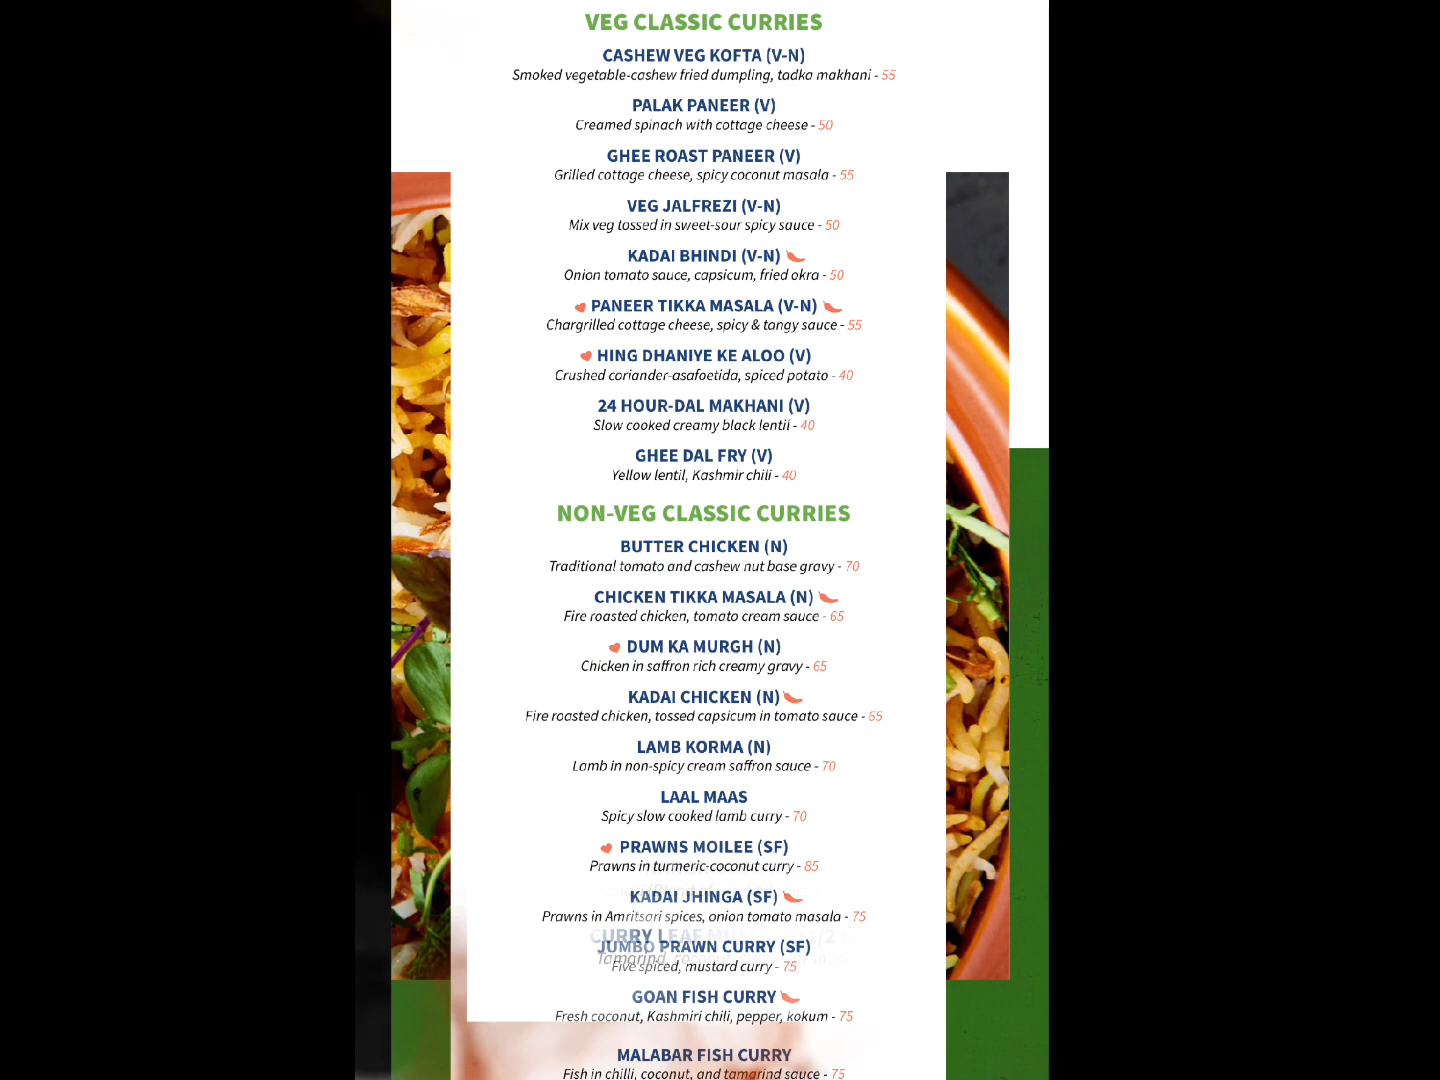 VEG CLASSIC CURRIES
CASHEW VEG KOFTA (V-N)
Smoked vegetable-cashew fried dumpling, tadka makhani - 55
PALAK PANEER (V)
Creamed spinach with cottage cheese - 50
GHEE ROAST PANEER (V)
Grilled cottage cheese, spicy coconut masala - 55
VEG JALFREZI (V-N)
Mix veg tossed in sweet-sour spicy sauce - 50
KADAI BHINDI (V-N)
Onion tomato sauce, capsicum, fried okra - 50
PANEER TIKKA MASALA (V-N)
Chargrilled cottage cheese, spicy & tangy sauce - 55
HING DHANIYE KE ALOO (V)
Crushed coriander-asafoetida, spiced potato - 40
24 HOUR-DAL MAKHANI (V)
Slow cooked creamy black lentil - 40
GHEE DAL FRY (V)
Yellow lentil, Kashmir chili - 40
NON-VEG CLASSIC CURRIES
BUTTER CHICKEN (N)
Traditional tomato and cashew nut base gravy - 70
CHICKEN TIKKA MASALA (N)
Fire roasted chicken, tomato cream sauce - 65
DUM KA MURGH (N)
Chicken in saffron rich creamy gravy - 65
KADAI CHICKEN (N)
Fire roasted chicken, tossed capsicum in tomato sauce - 65
LAMB KORMA (N)
Lamb in non-spicy cream saffron sauce - 70
LAAL MAAS
Spicy slow cooked lamb curry - 70
PRAWNS MOILEE (SF)
Prawns in turmeric-coconut curry - 85
KADAI JHINGA (SF)
Prawns in Amritsari spices, onion tomato masala - 75
CURRY LEAF
JUMBO PRAWN CURRY (SF)
Tamarind, coconut
Five spiced, mustard curry - 75
GOAN FISH CURRY
Fresh coconut, Kashmiri chili, pepper, kokum - 75
MALABAR FISH CURRY
Fish in chilli, coconut, and tamarind sauce - 75